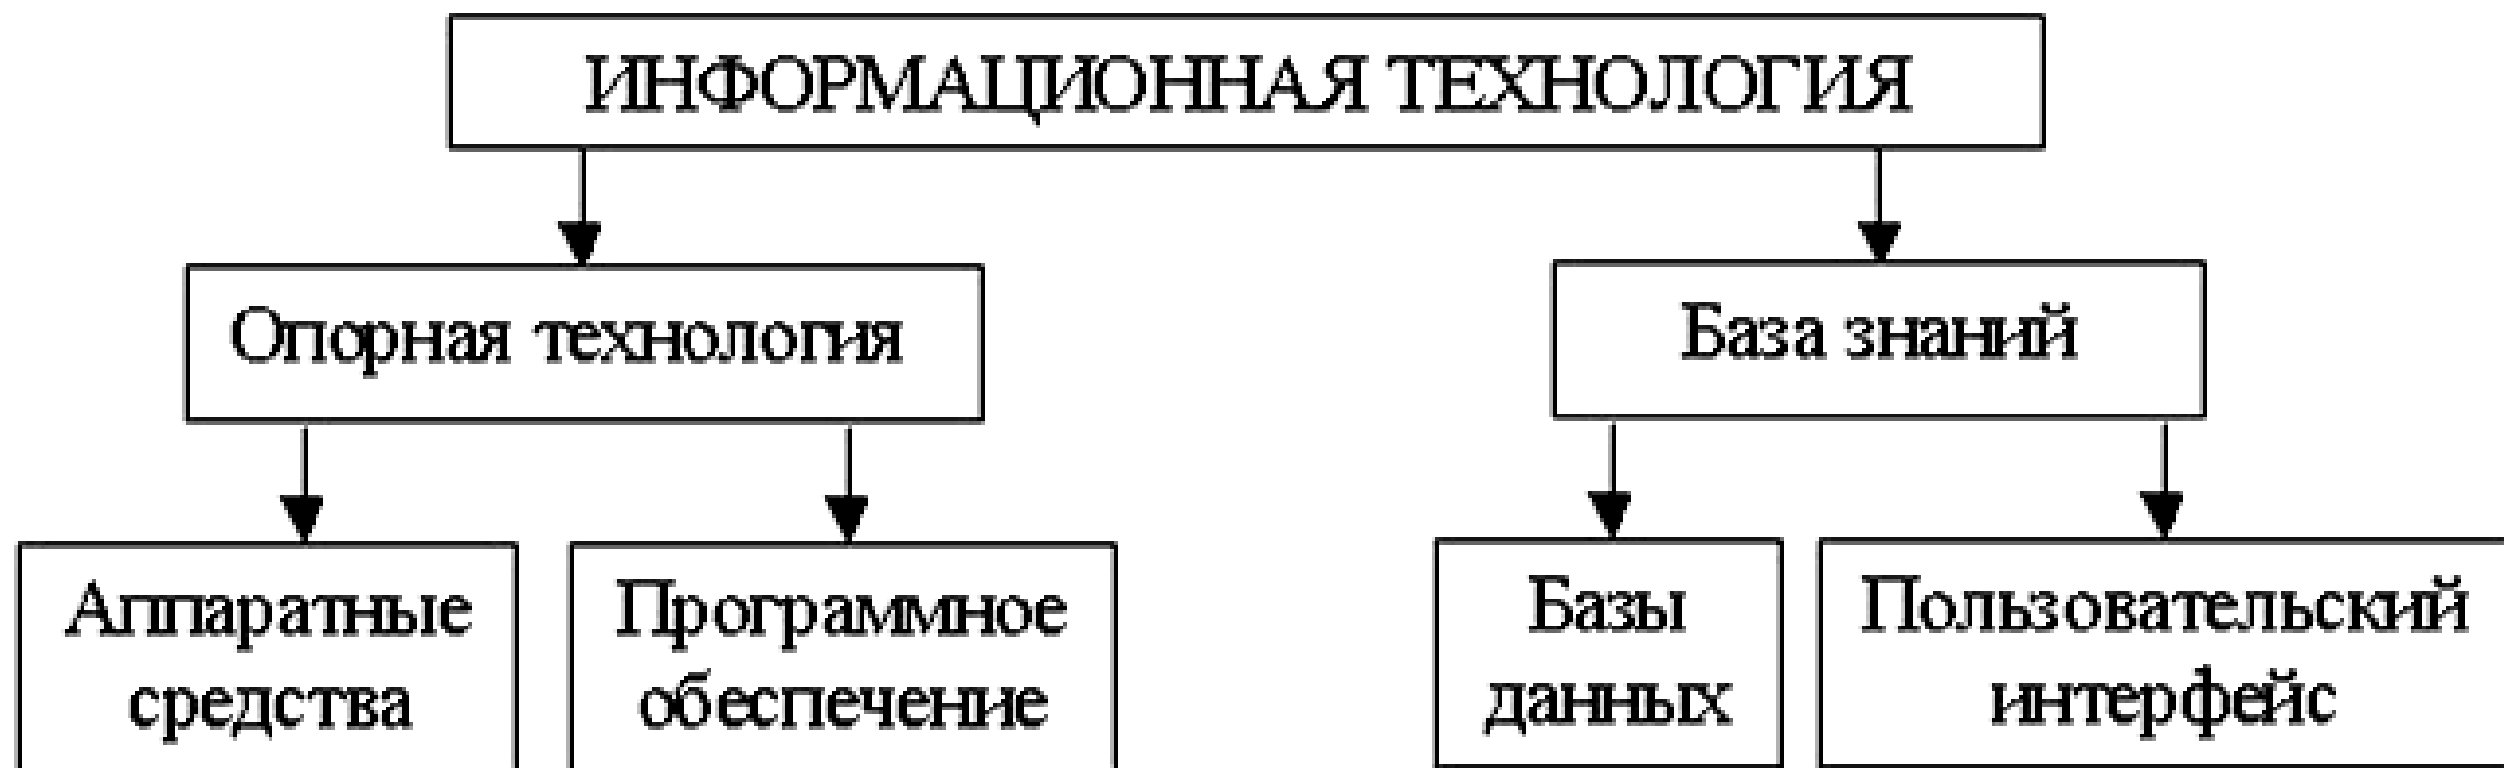 ИНФОРМАЦИОННАЯ ТЕХНОЛОГИЯ
Опорная технология
База знаний
Аппаратные
средства
Программное
обеспечение
Базы
данных
Пользовательский
интерфейс